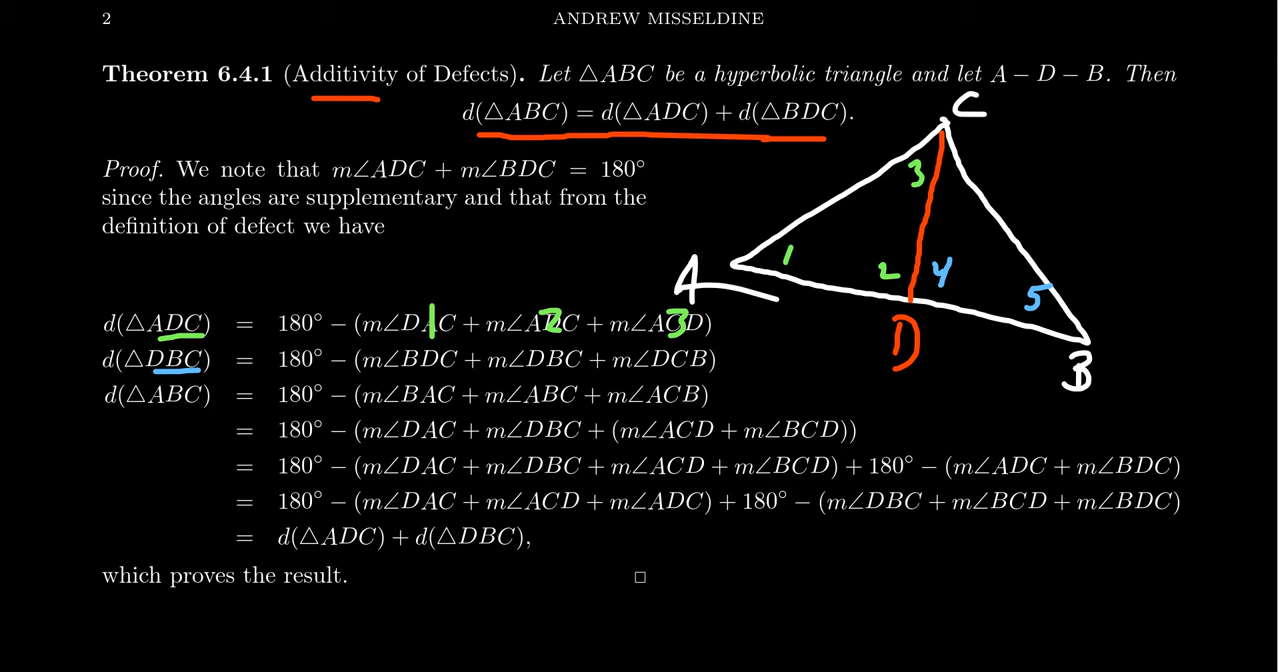 2 ANDREW MISSELDINE
Theorem 6.4.1 (Additivity of Defects). Let △ABC be a hyperbolic triangle and let A − D − B. Then
d(△ABC) = d(△ADC) + d(△BDC).
C
Proof. We note that m∠ADC + m∠BDC = 180°
3
since the angles are supplementary and that from the
definition of defect we have
1
2 4
A
5
d(△ADC) = 180° − (m∠DAC + m∠ADC + m∠ACD)
1 2 3
D
d(△DBC) = 180° − (m∠BDC + m∠DBC + m∠DCB)
B
d(△ABC) = 180° − (m∠BAC + m∠ABC + m∠ACB)
= 180° − (m∠DAC + m∠DBC + (m∠ACD + m∠BCD))
= 180° − (m∠DAC + m∠DBC + m∠ACD + m∠BCD) + 180° − (m∠ADC + m∠BDC)
= 180° − (m∠DAC + m∠ACD + m∠ADC) + 180° − (m∠DBC + m∠BCD + m∠BDC)
= d(△ADC) + d(△DBC),
which proves the result. □